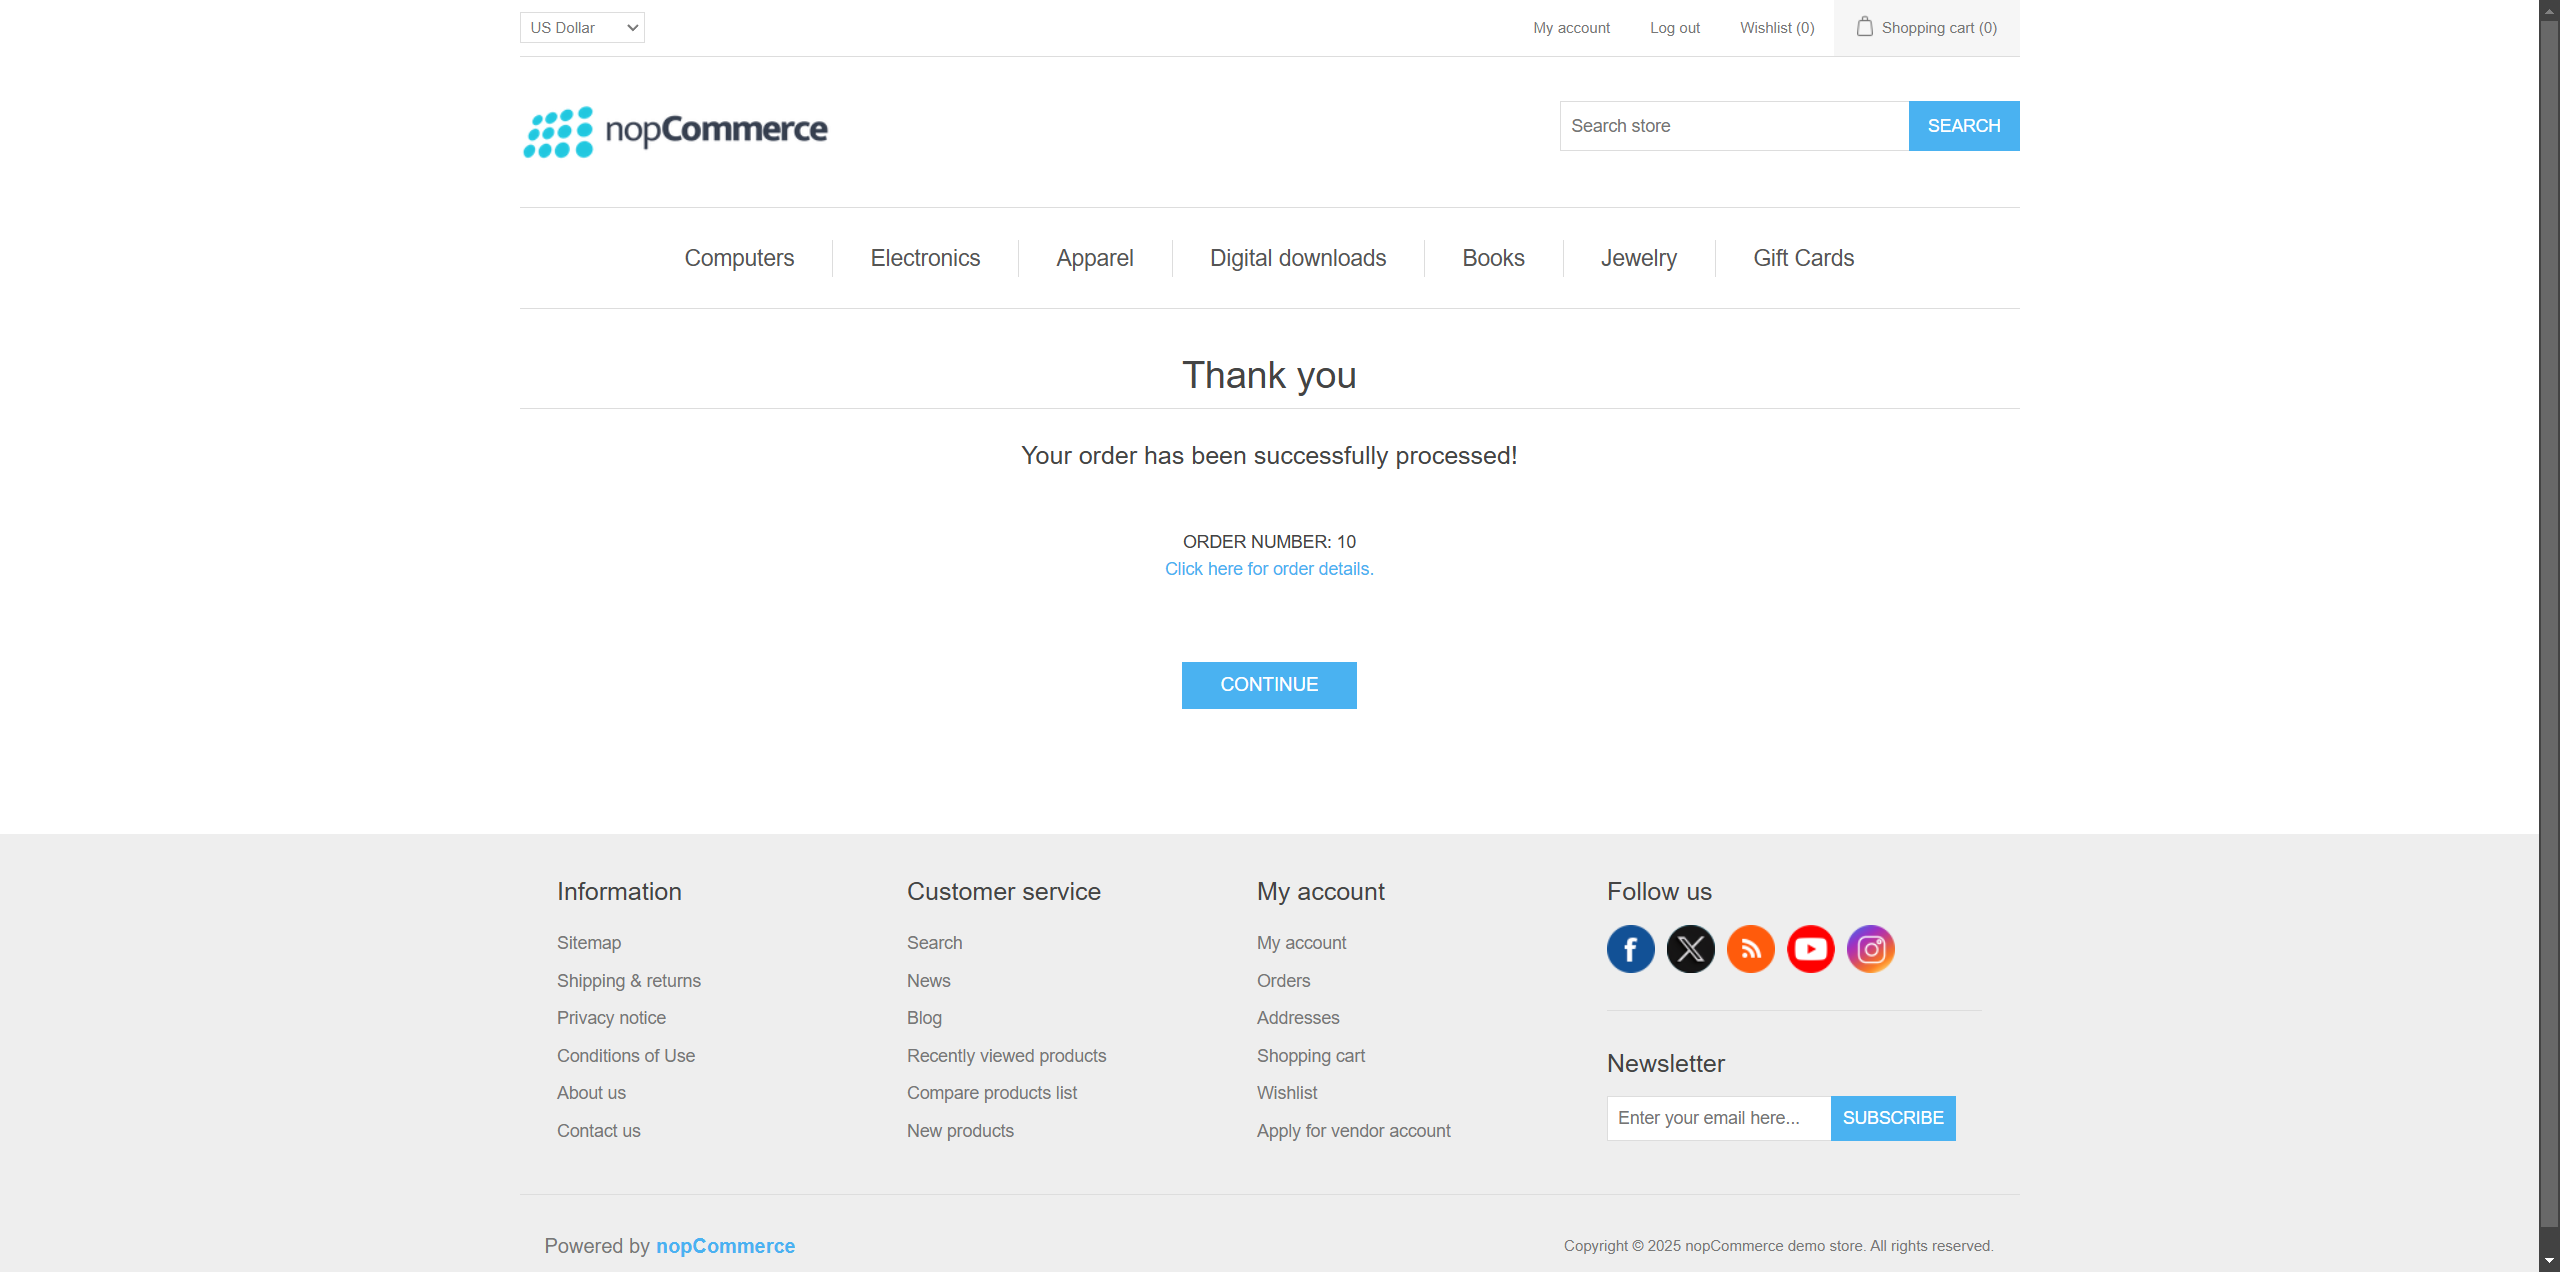 US Dollar
My account
Log out
Wishlist (0)
Shopping cart (0)
nopCommerce
Search store
SEARCH
Computers
Electronics
Apparel
Digital downloads
Books
Jewelry
Gift Cards
Thank you
Your order has been successfully processed!
ORDER NUMBER: 10
Click here for order details.
CONTINUE
Information
Sitemap
Shipping & returns
Privacy notice
Conditions of Use
About us
Contact us
Customer service
Search
News
Blog
Recently viewed products
Compare products list
New products
My account
My account
Orders
Addresses
Shopping cart
Wishlist
Apply for vendor account
Follow us
Newsletter
Enter your email here...
SUBSCRIBE
Powered by nopCommerce
Copyright © 2025 nopCommerce demo store. All rights reserved.